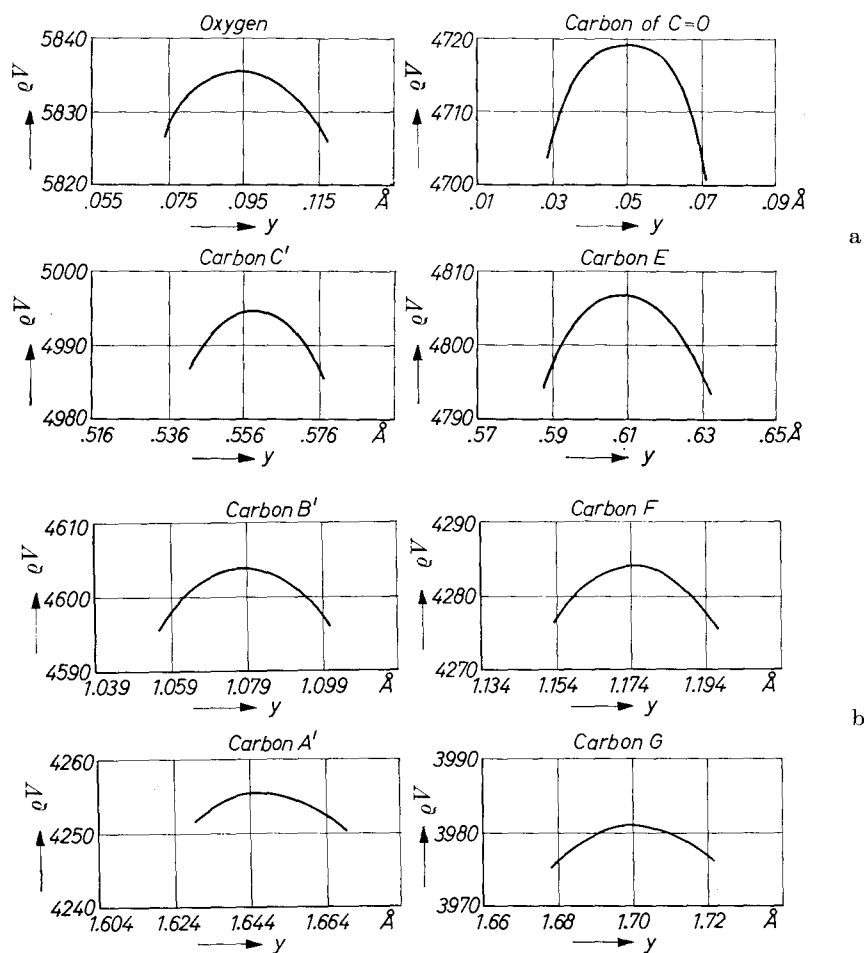 Oxygen
5840
5830
5820
ϱV
.055 .075 .095 .115 Å
y
Carbon of C=O
4720
4710
4700
ϱV
.01 .03 .05 .07 .09 Å
y
a
Carbon C'
5000
4990
4980
ϱV
.516 .536 .556 .576 Å
y
Carbon E
4810
4800
4790
ϱV
.57 .59 .61 .63 .65 Å
y
Carbon B'
4610
4600
4590
ϱV
1.039 1.059 1.079 1.099 Å
y
Carbon F
4290
4280
4270
ϱV
1.134 1.154 1.174 1.194 Å
y
b
Carbon A'
4260
4250
4240
ϱV
1.604 1.624 1.644 1.664 Å
y
Carbon G
3990
3980
3970
ϱV
1.66 1.68 1.70 1.72 Å
y